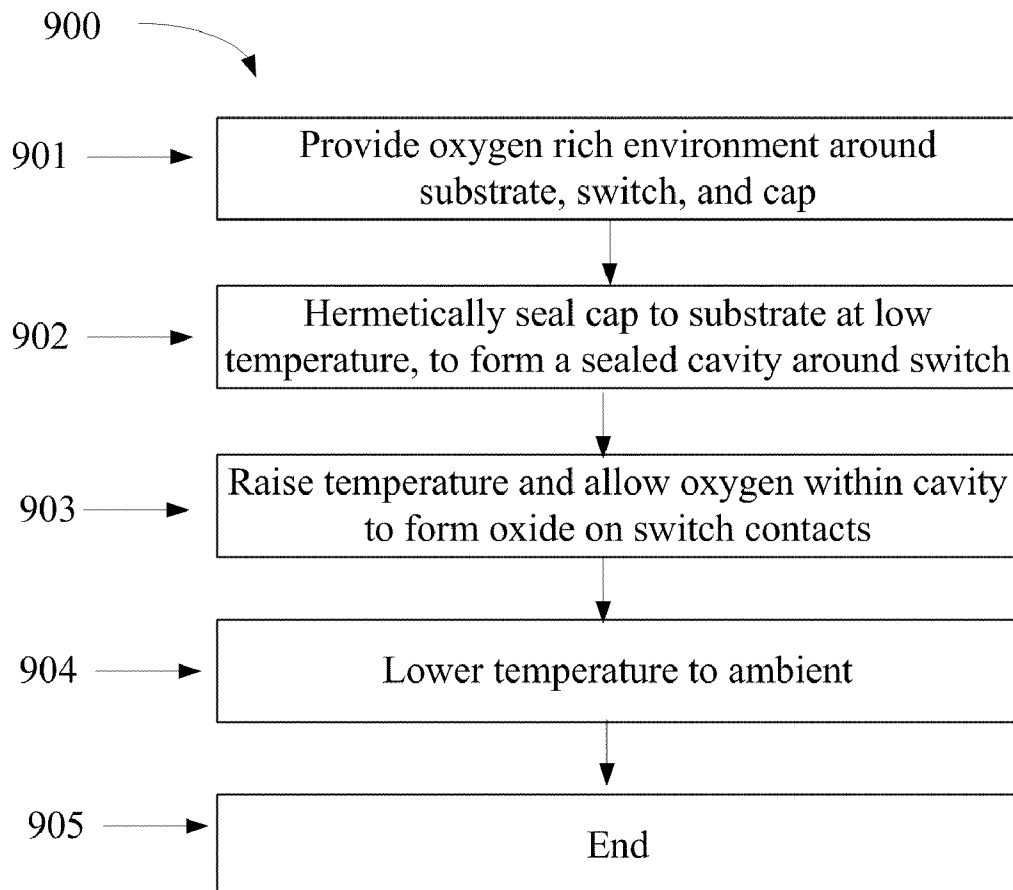 900
901
Provide oxygen rich environment around
substrate, switch, and cap
902
Hermetically seal cap to substrate at low
temperature, to form a sealed cavity around switch
903
Raise temperature and allow oxygen within cavity
to form oxide on switch contacts
904
Lower temperature to ambient
905
End